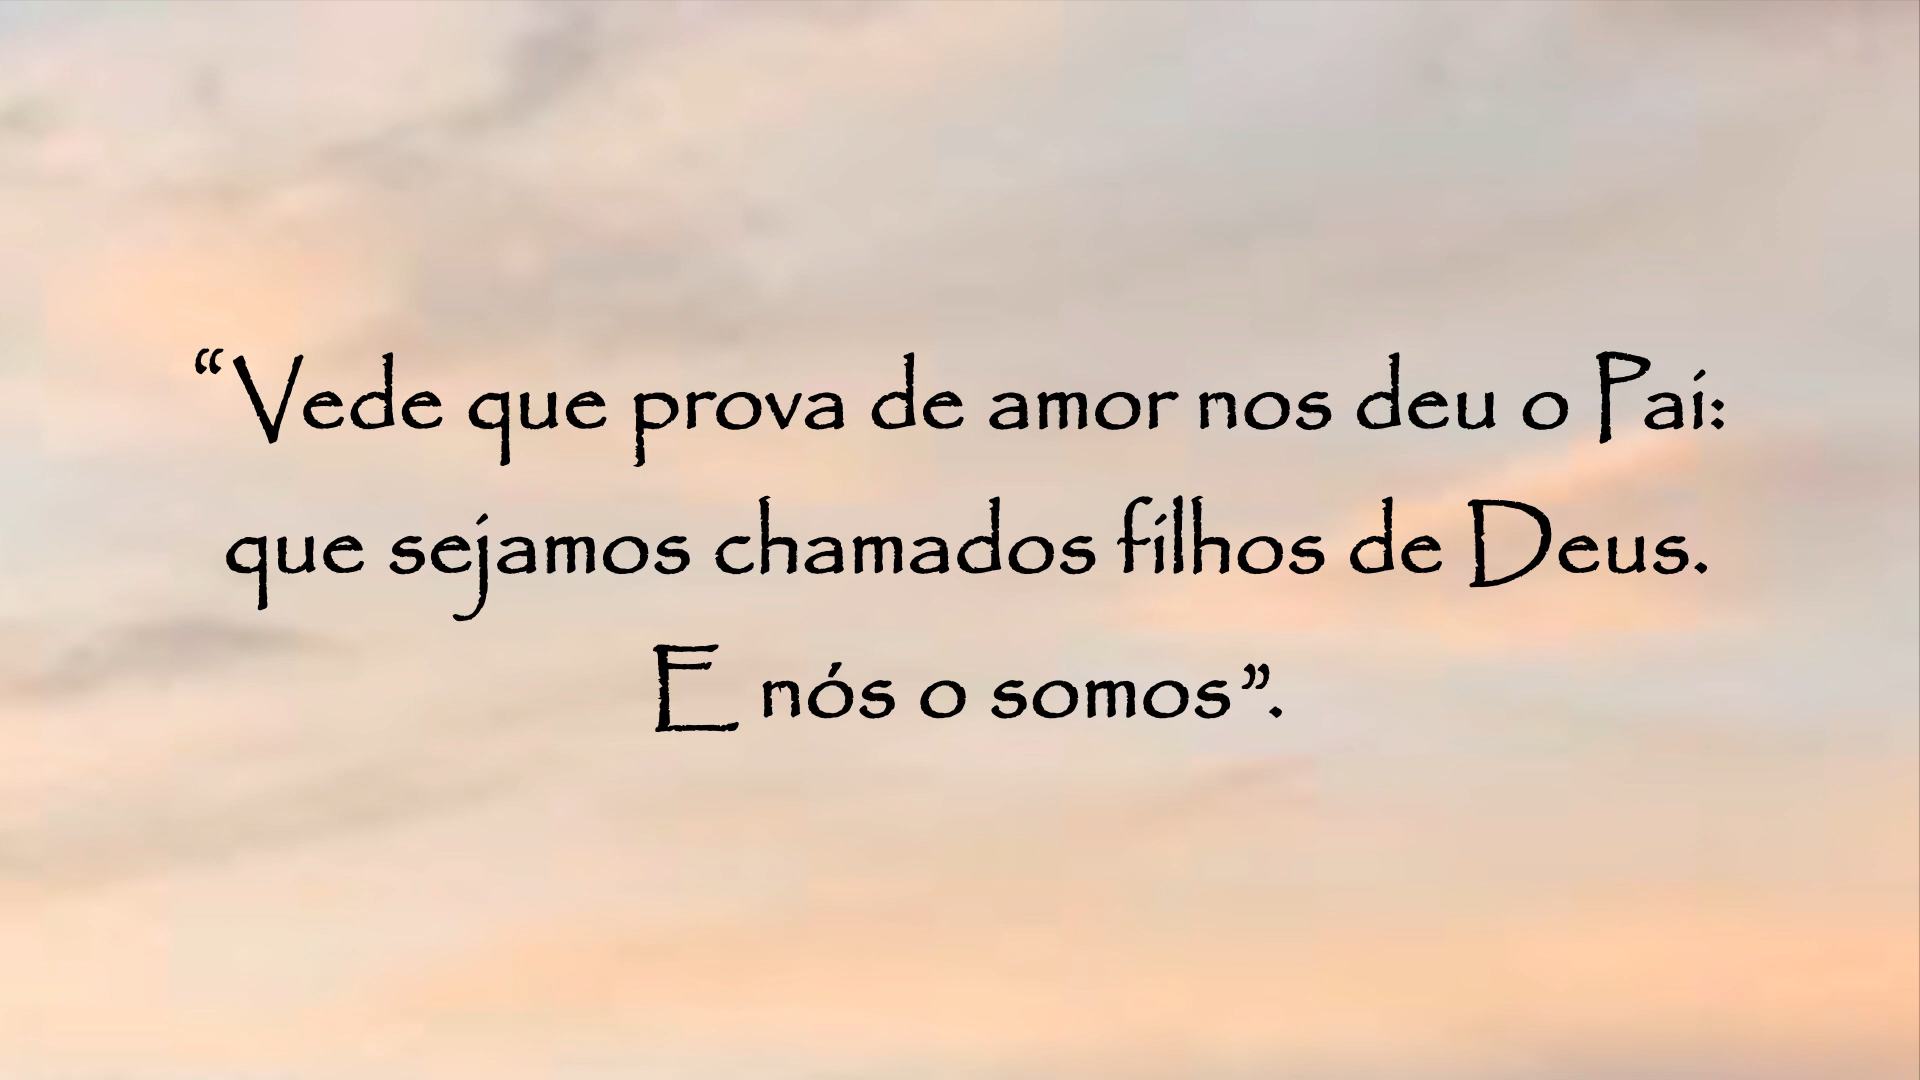 “Vede que prova de amor nos deu o Pai:
que sejamos chamados filhos de Deus.
E nós o somos”.